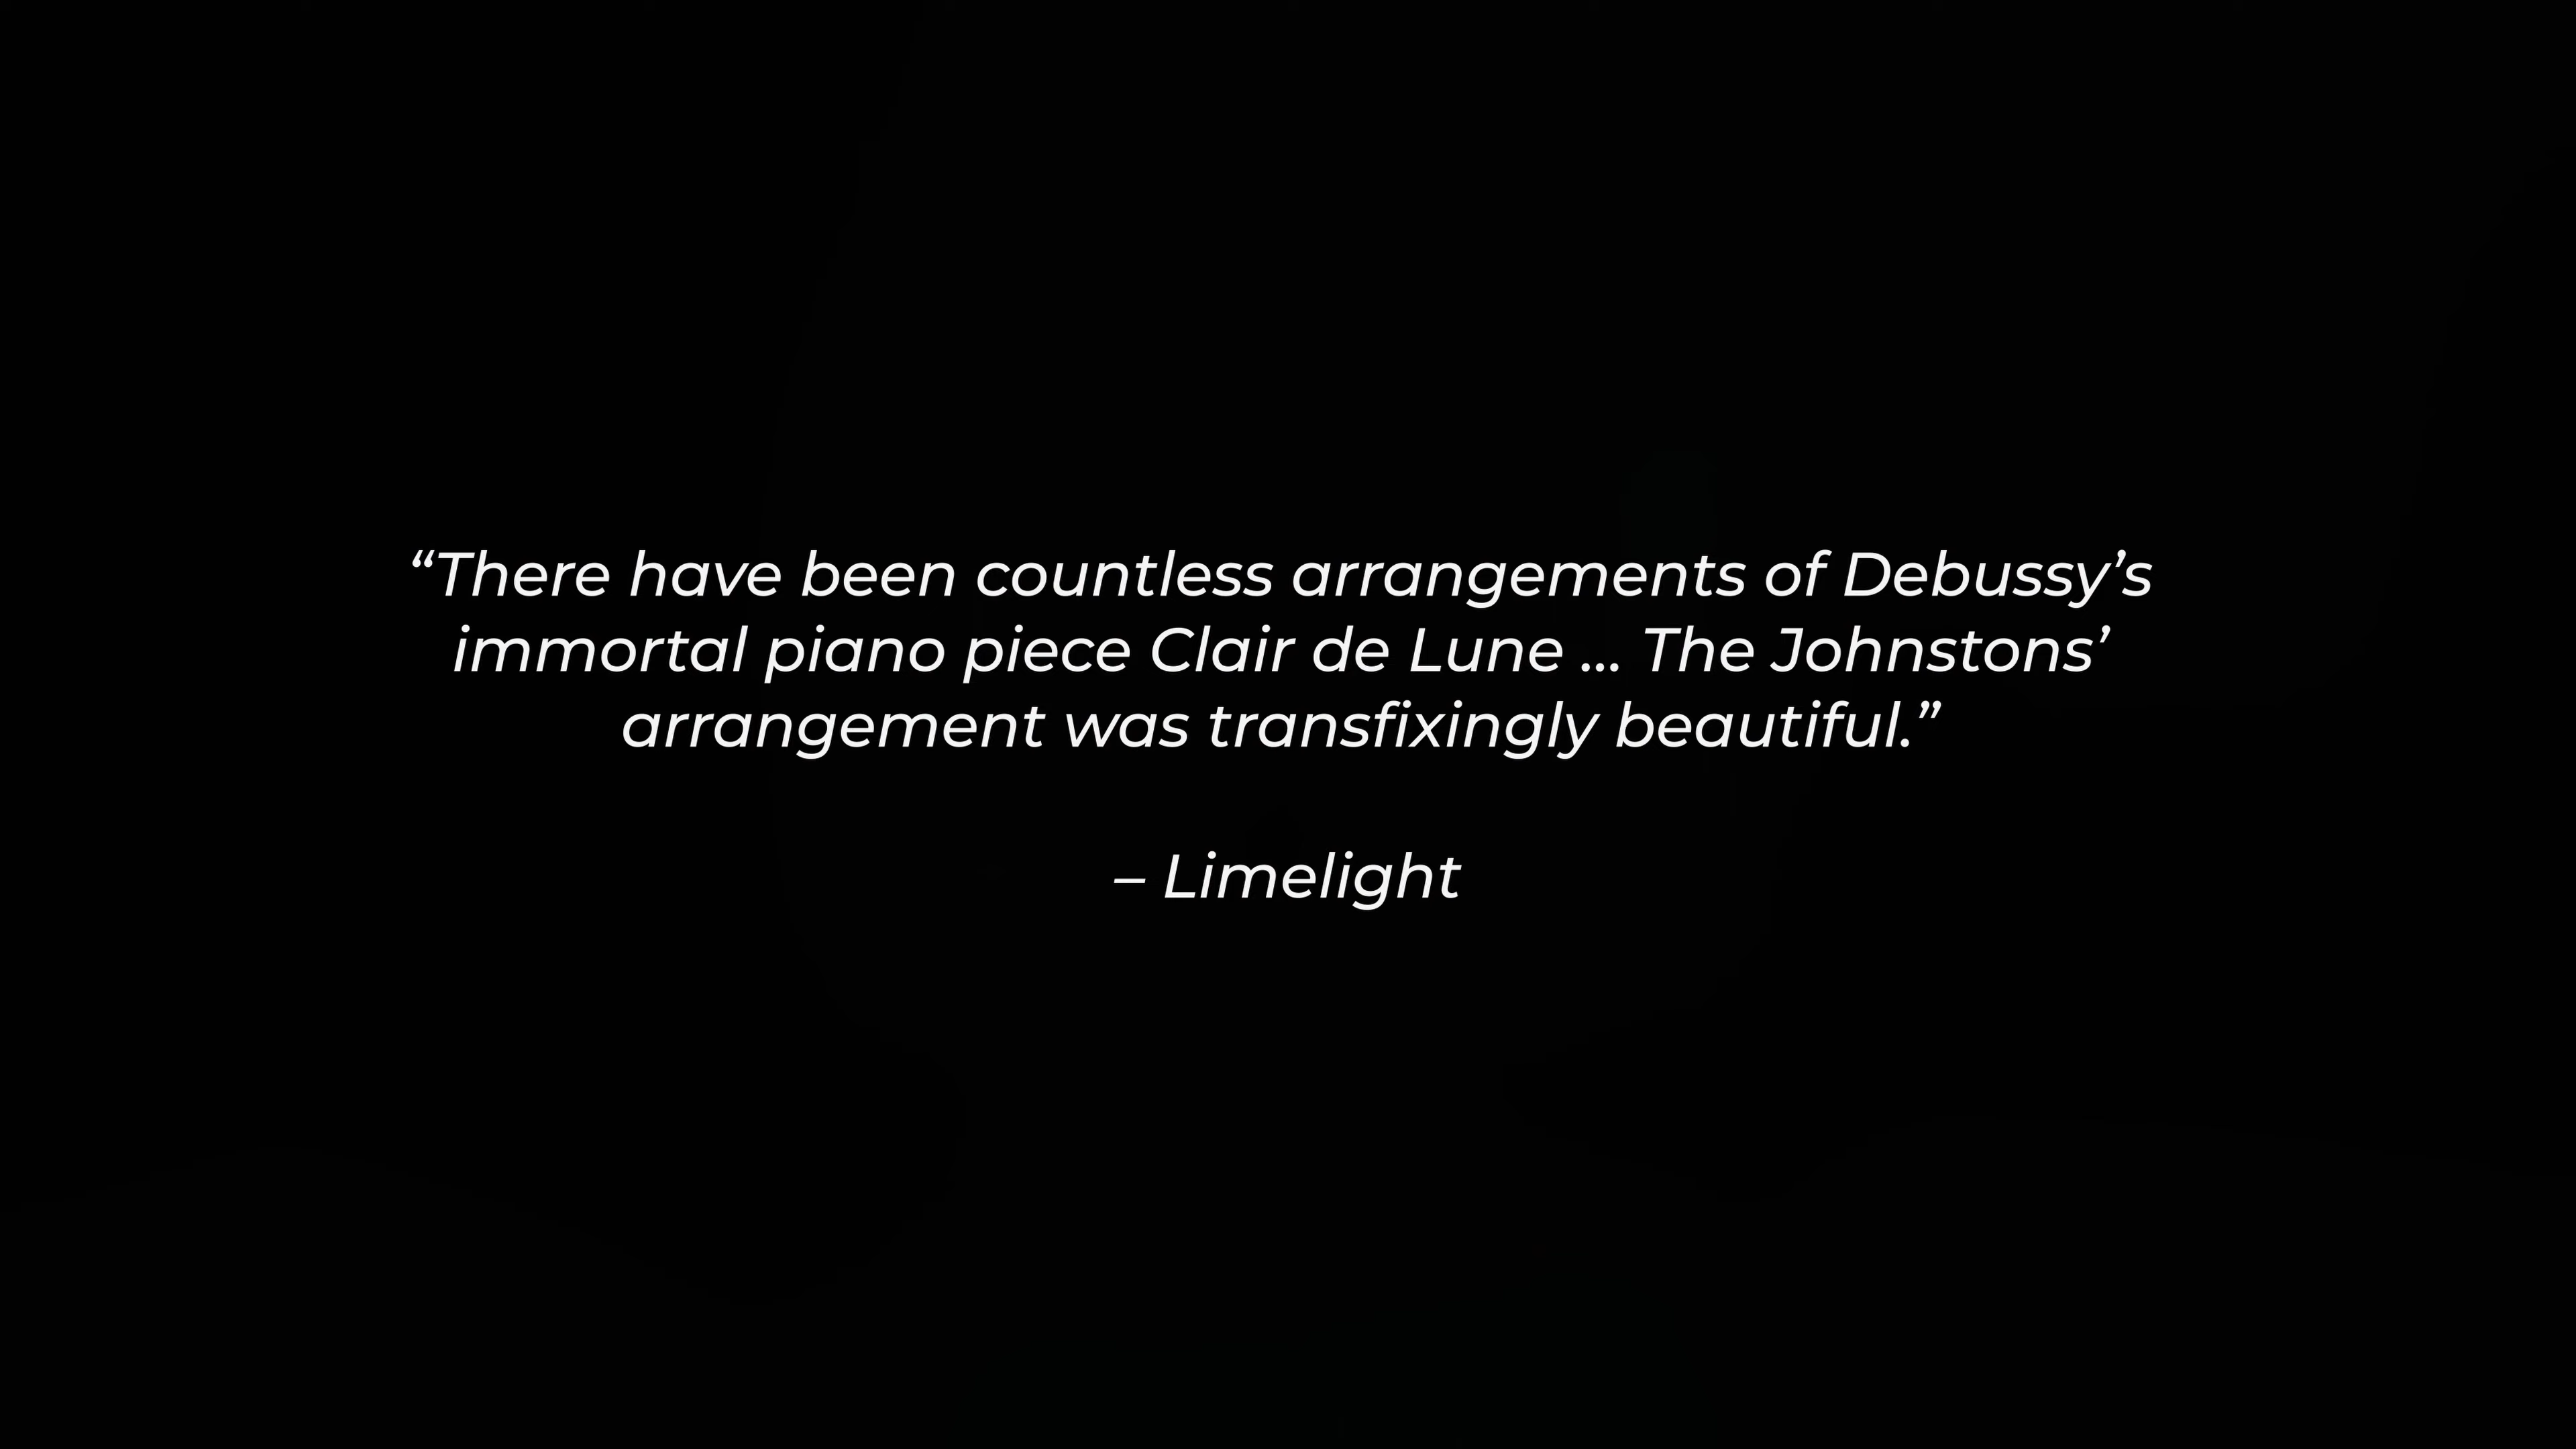 “There have been countless arrangements of Debussy’s
immortal piano piece Clair de Lune ... The Johnstons’
arrangement was transfixingly beautiful.”
– Limelight